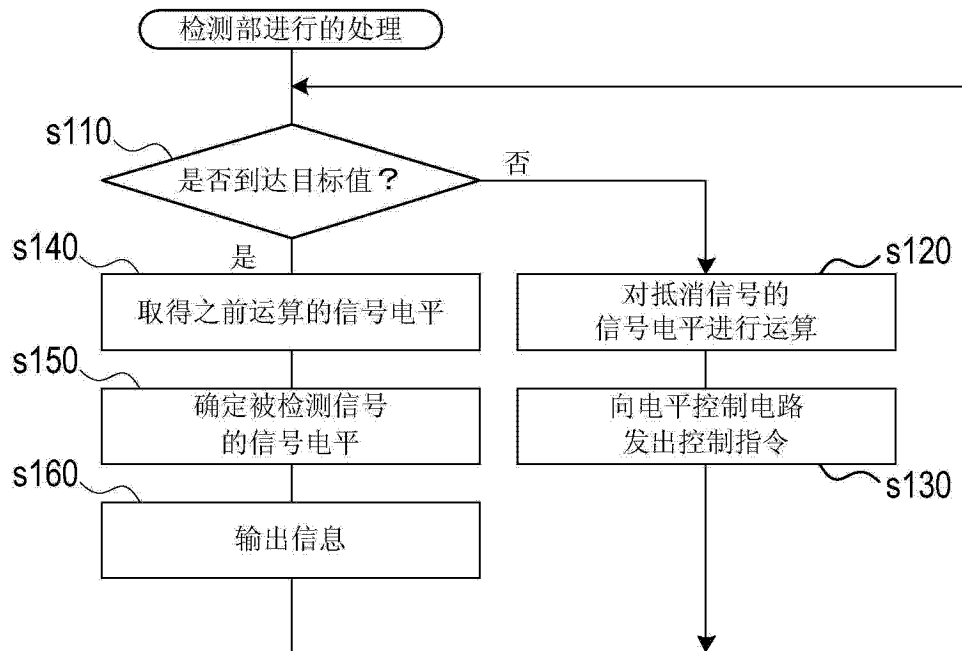 检测部进行的处理
s110
是否到达目标值？
否
是
s140
取得之前运算的信号电平
s120
对抵消信号的
信号电平进行运算
s150
确定被检测信号
的信号电平
向电平控制电路
发出控制指令
s130
s160
输出信息